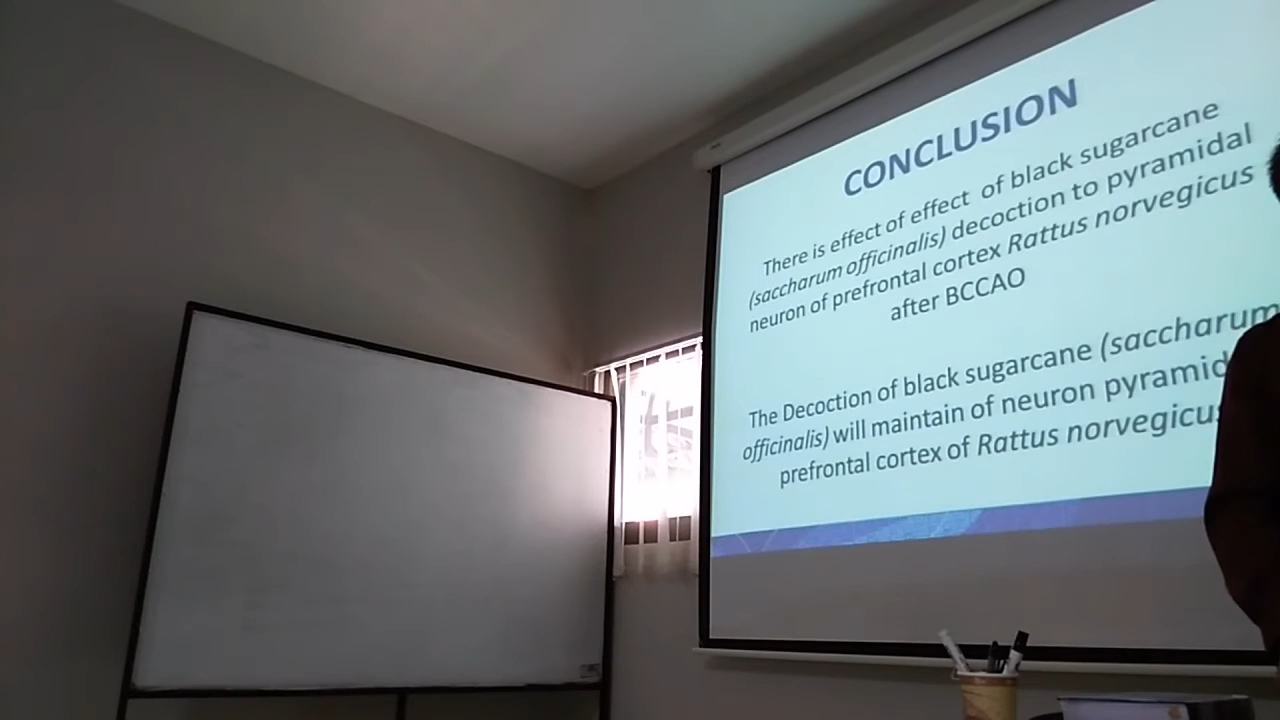 CONCLUSION
There is effect of effect of black sugarcane
(saccharum officinalis) decoction to pyramidal
neuron of prefrontal cortex Rattus norvegicus
after BCCAO
The Decoction of black sugarcane (saccharum
officinalis) will maintain of neuron pyramid
prefrontal cortex of Rattus norvegicus